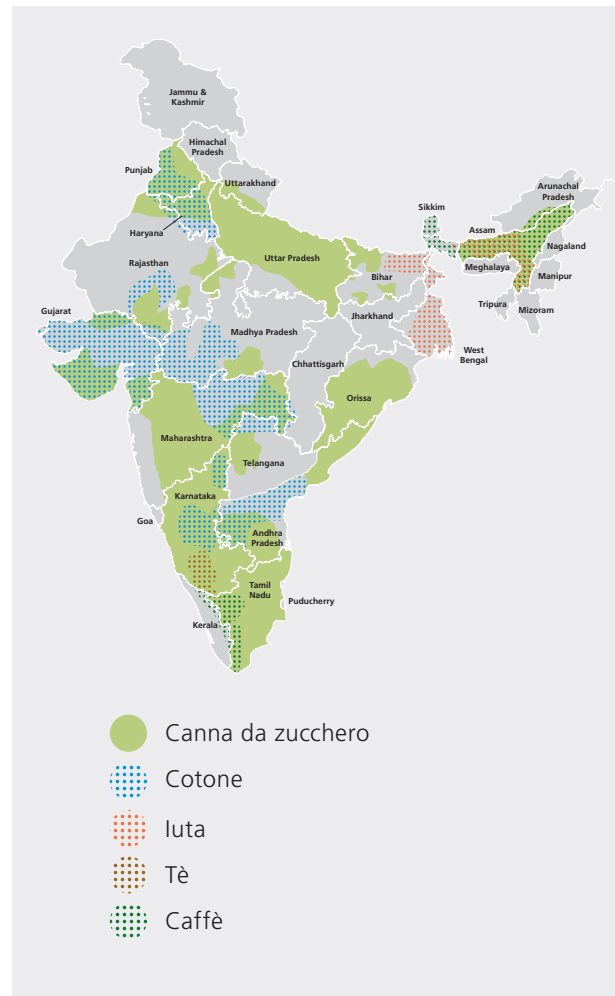 Jammu &
Kashmir
Himachal
Pradesh
Punjab
Uttarakhand
Haryana
Rajasthan
Uttar Pradesh
Sikkim
Arunachal
Pradesh
Assam
Nagaland
Meghalaya
Manipur
Bihar
Tripura
Mizoram
Gujarat
Madhya Pradesh
Jharkhand
West
Bengal
Chhattisgarh
Orissa
Maharashtra
Telangana
Karnataka
Goa
Andhra
Pradesh
Tamil
Nadu
Puducherry
Kerala
Canna da zucchero
Cotone
Iuta
Tè
Caffè